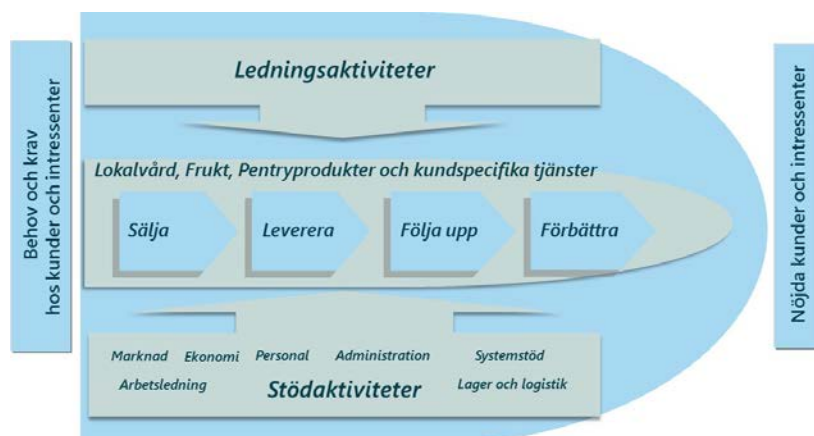 Behov och krav
hos kunder och intressenter
Ledningsaktiviteter
Lokalvård, Frukt, Pentryprodukter och kundspecifika tjänster
Sälja
Leverera
Följa upp
Förbättra
Marknad Ekonomi Personal Administration Systemstöd
Arbetsledning Stödaktiviteter Lager och logistik
Nöjda kunder och intressenter